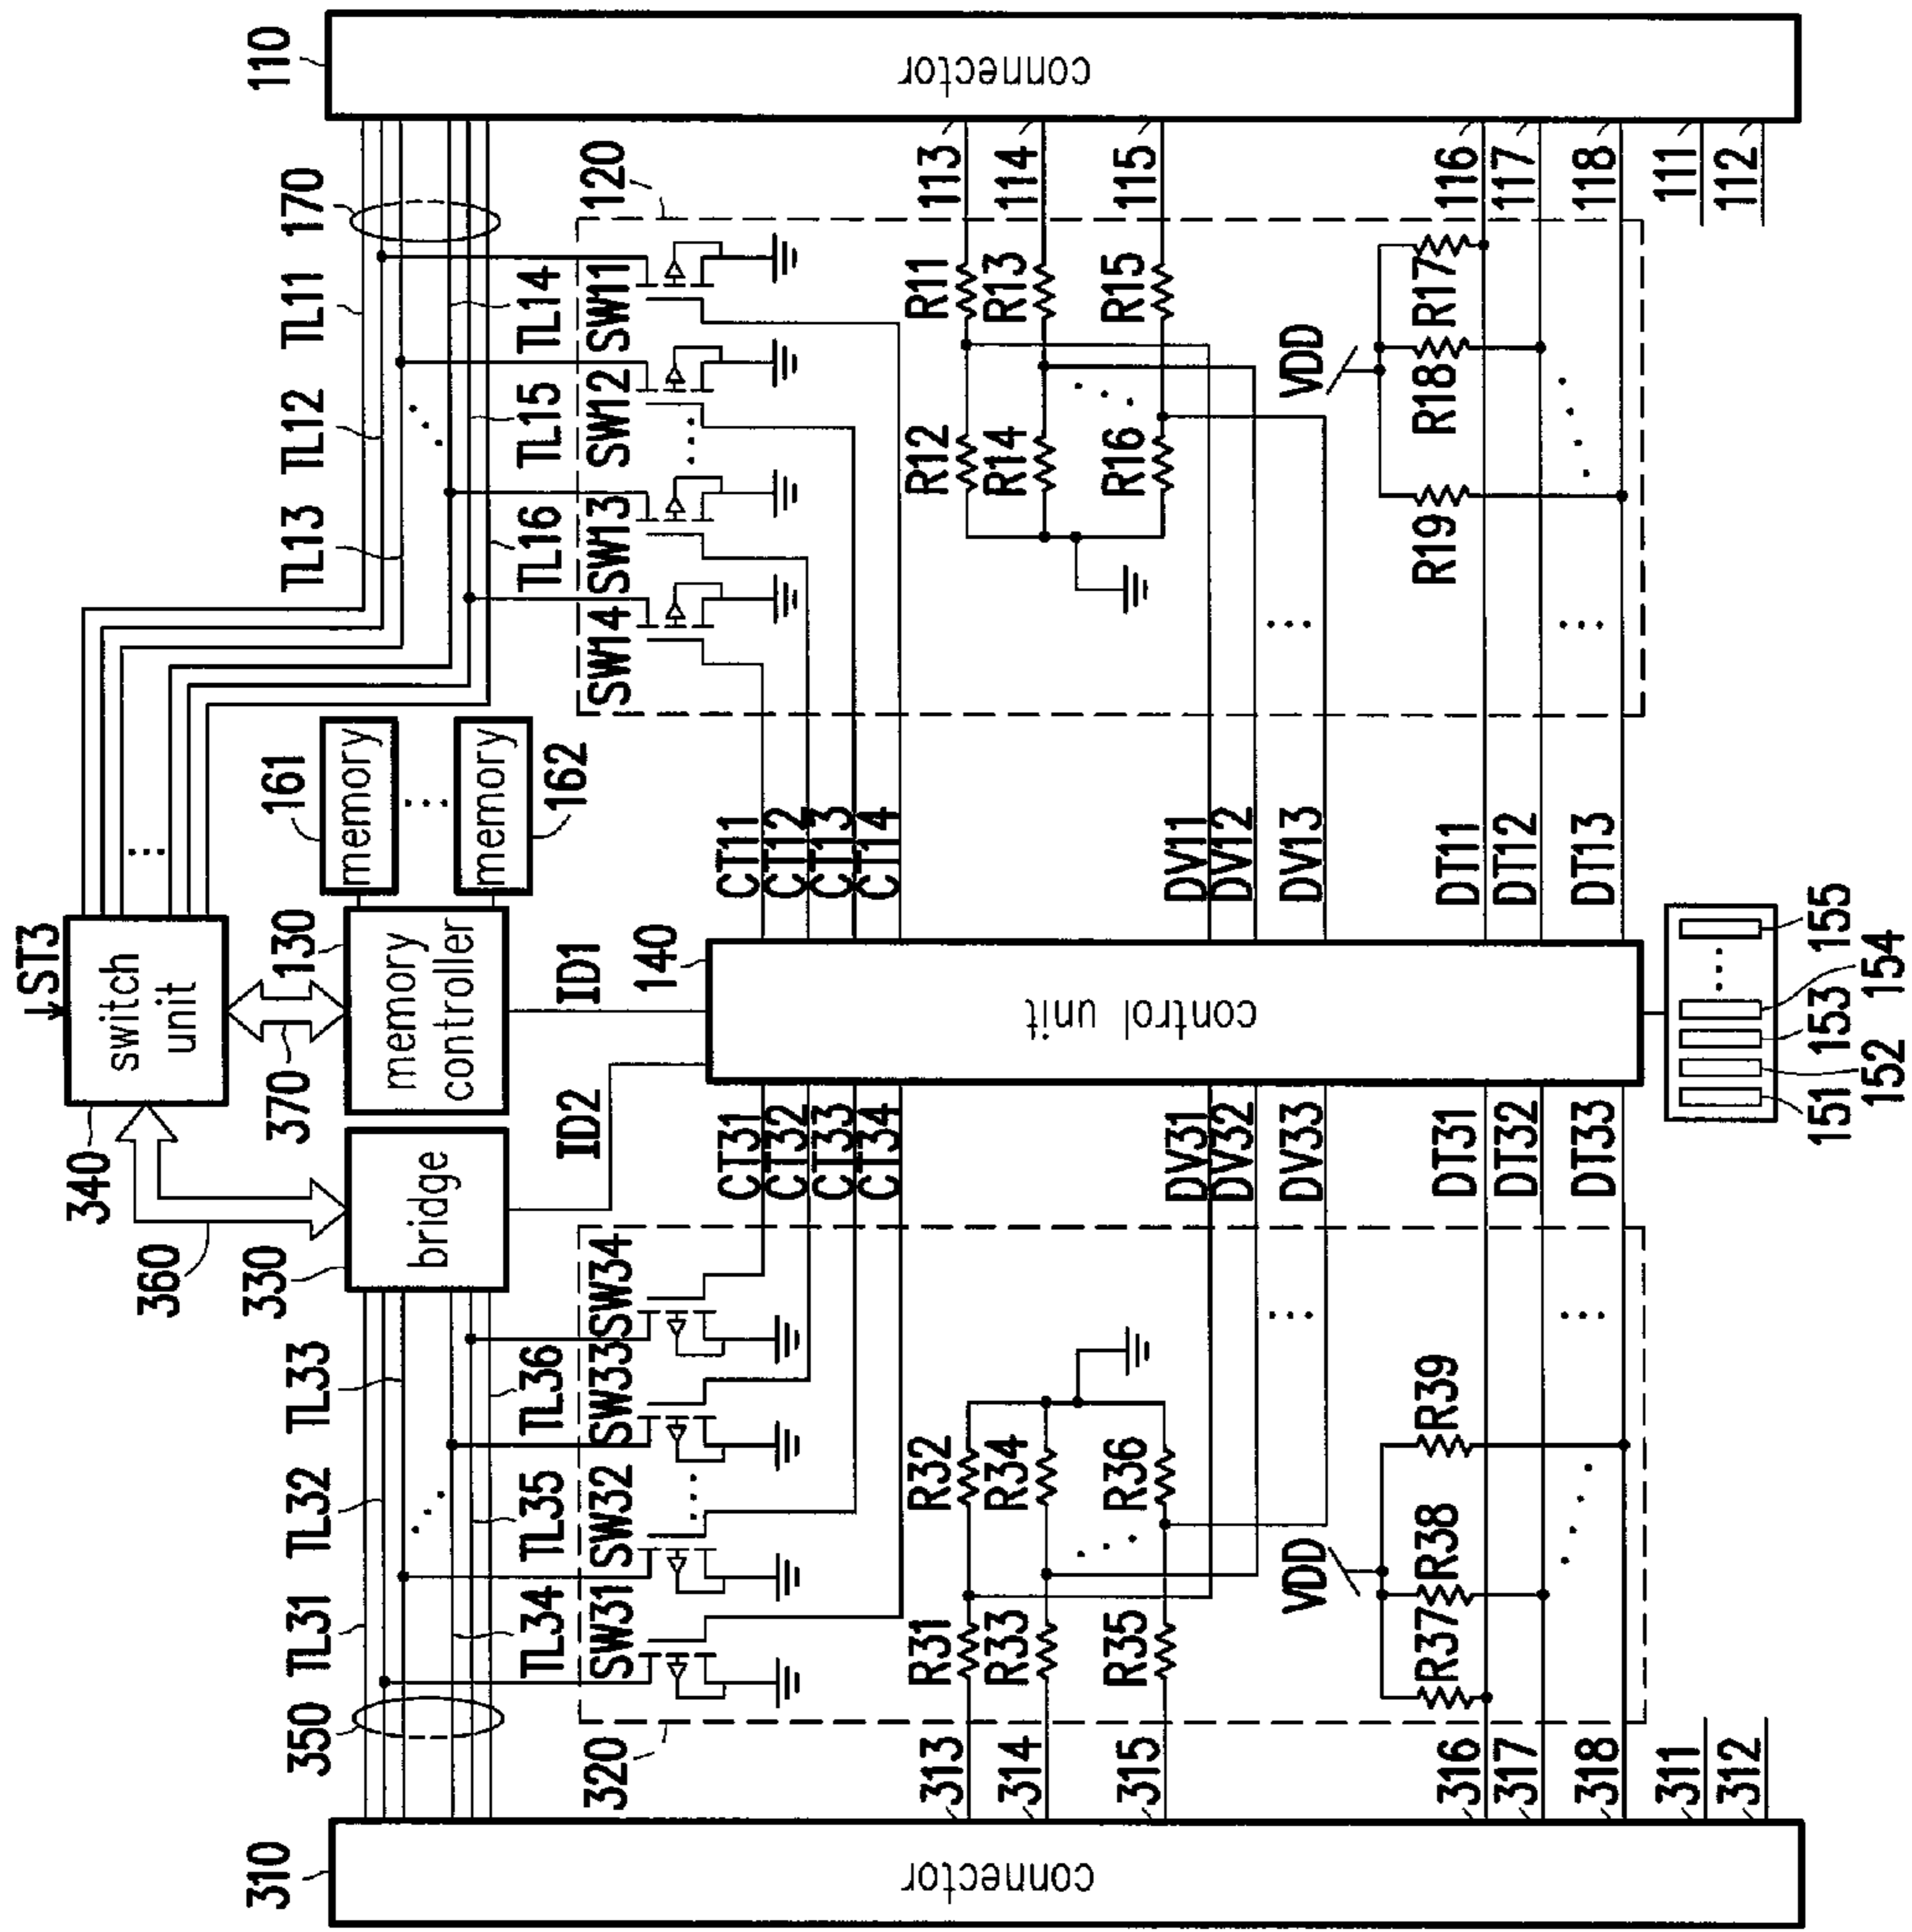 310
connector
350
TL31
TL32
TL33
TL34
TL35
TL36
320
SW31
SW32
SW33
SW34
...
313
314
315
R31
R32
R33
R34
R35
R36
VDD
R37
R38
R39
316
317
318
311
312
330
bridge
360
340
switch
unit
ST3
370
130
memory
controller
161
memory
162
memory
ID1
ID2
140
control unit
CT31
CT32
CT33
CT34
DV31
DV32
DV33
DT31
DT32
DT33
CT11
CT12
CT13
CT14
DV11
DV12
DV13
DT11
DT12
DT13
151
152
153
154
155
TL13
TL12
TL11
170
TL16
TL15
TL14
120
SW14
SW13
SW12
SW11
R12
R11
R14
R13
R16
R15
VDD
R19
R18
R17
113
114
115
116
117
118
111
112
110
connector